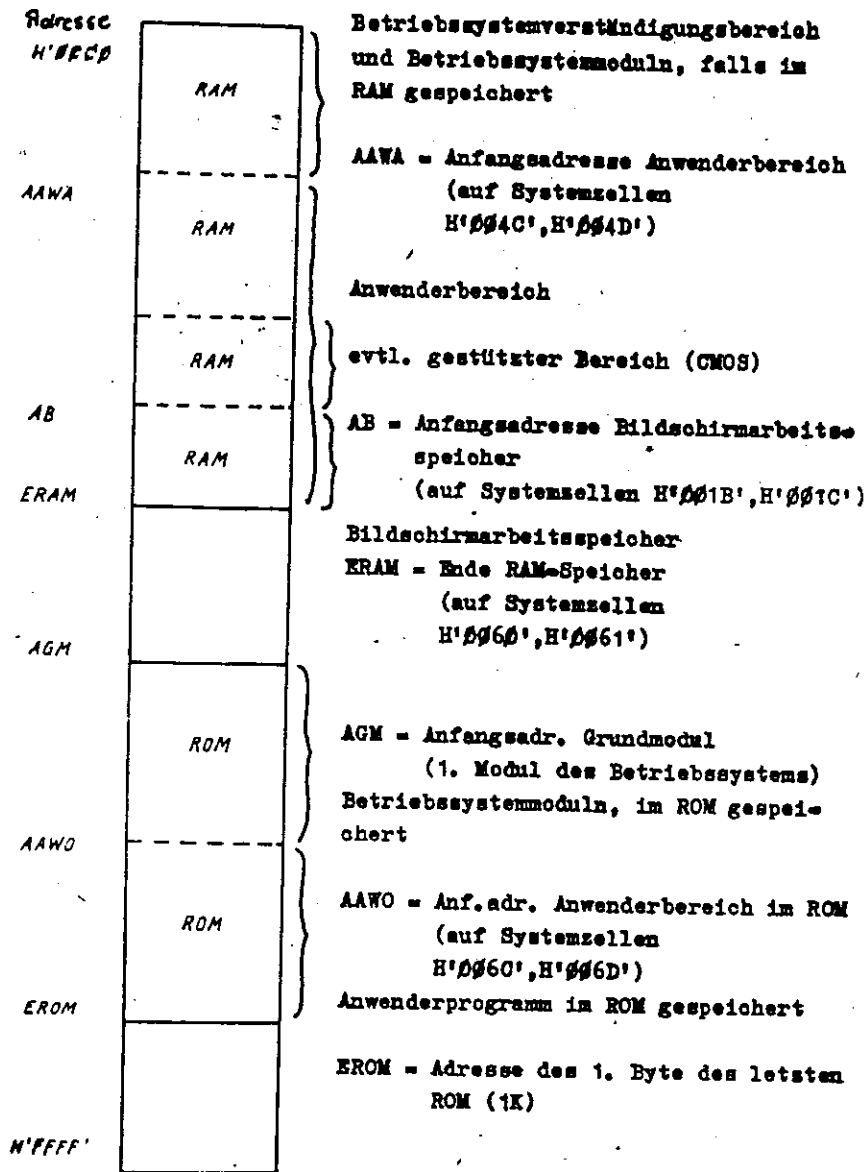 Adresse
Betriebssystemverständigungsbereich
und Betriebssystemmoduln, falls im
RAM
RAM gespeichert
AAWA = Anfangsadresse Anwenderbereich
(auf Systemzellen
AAWA
H'ØØ4C',H'ØØ4D')
RAM
Anwenderbereich
RAM
evtl. gestützter Bereich (CMOS)
AB
AB = Anfangsadresse Bildschirmarbeits-
RAM
speicher
ERAM
(auf Systemzellen H'ØØ1B',H'ØØ1C')
Bildschirmarbeitsspeicher
ERAM = Ende RAM-Speicher
(auf Systemzellen
H'ØØ6Ø',H'ØØ61')
AGM
ROM
AGM = Anfangsadr. Grundmodul
(1. Modul des Betriebssystems)
Betriebssystemmoduln, im ROM gespei-
chert
AAWO
ROM
AAWO = Anf.adr. Anwenderbereich im ROM
(auf Systemzellen
H'ØØ6C',H'ØØ6D')
EROM
Anwenderprogramm im ROM gespeichert
EROM = Adresse des 1. Byte des letzten
ROM (1K)
H'FFFF'